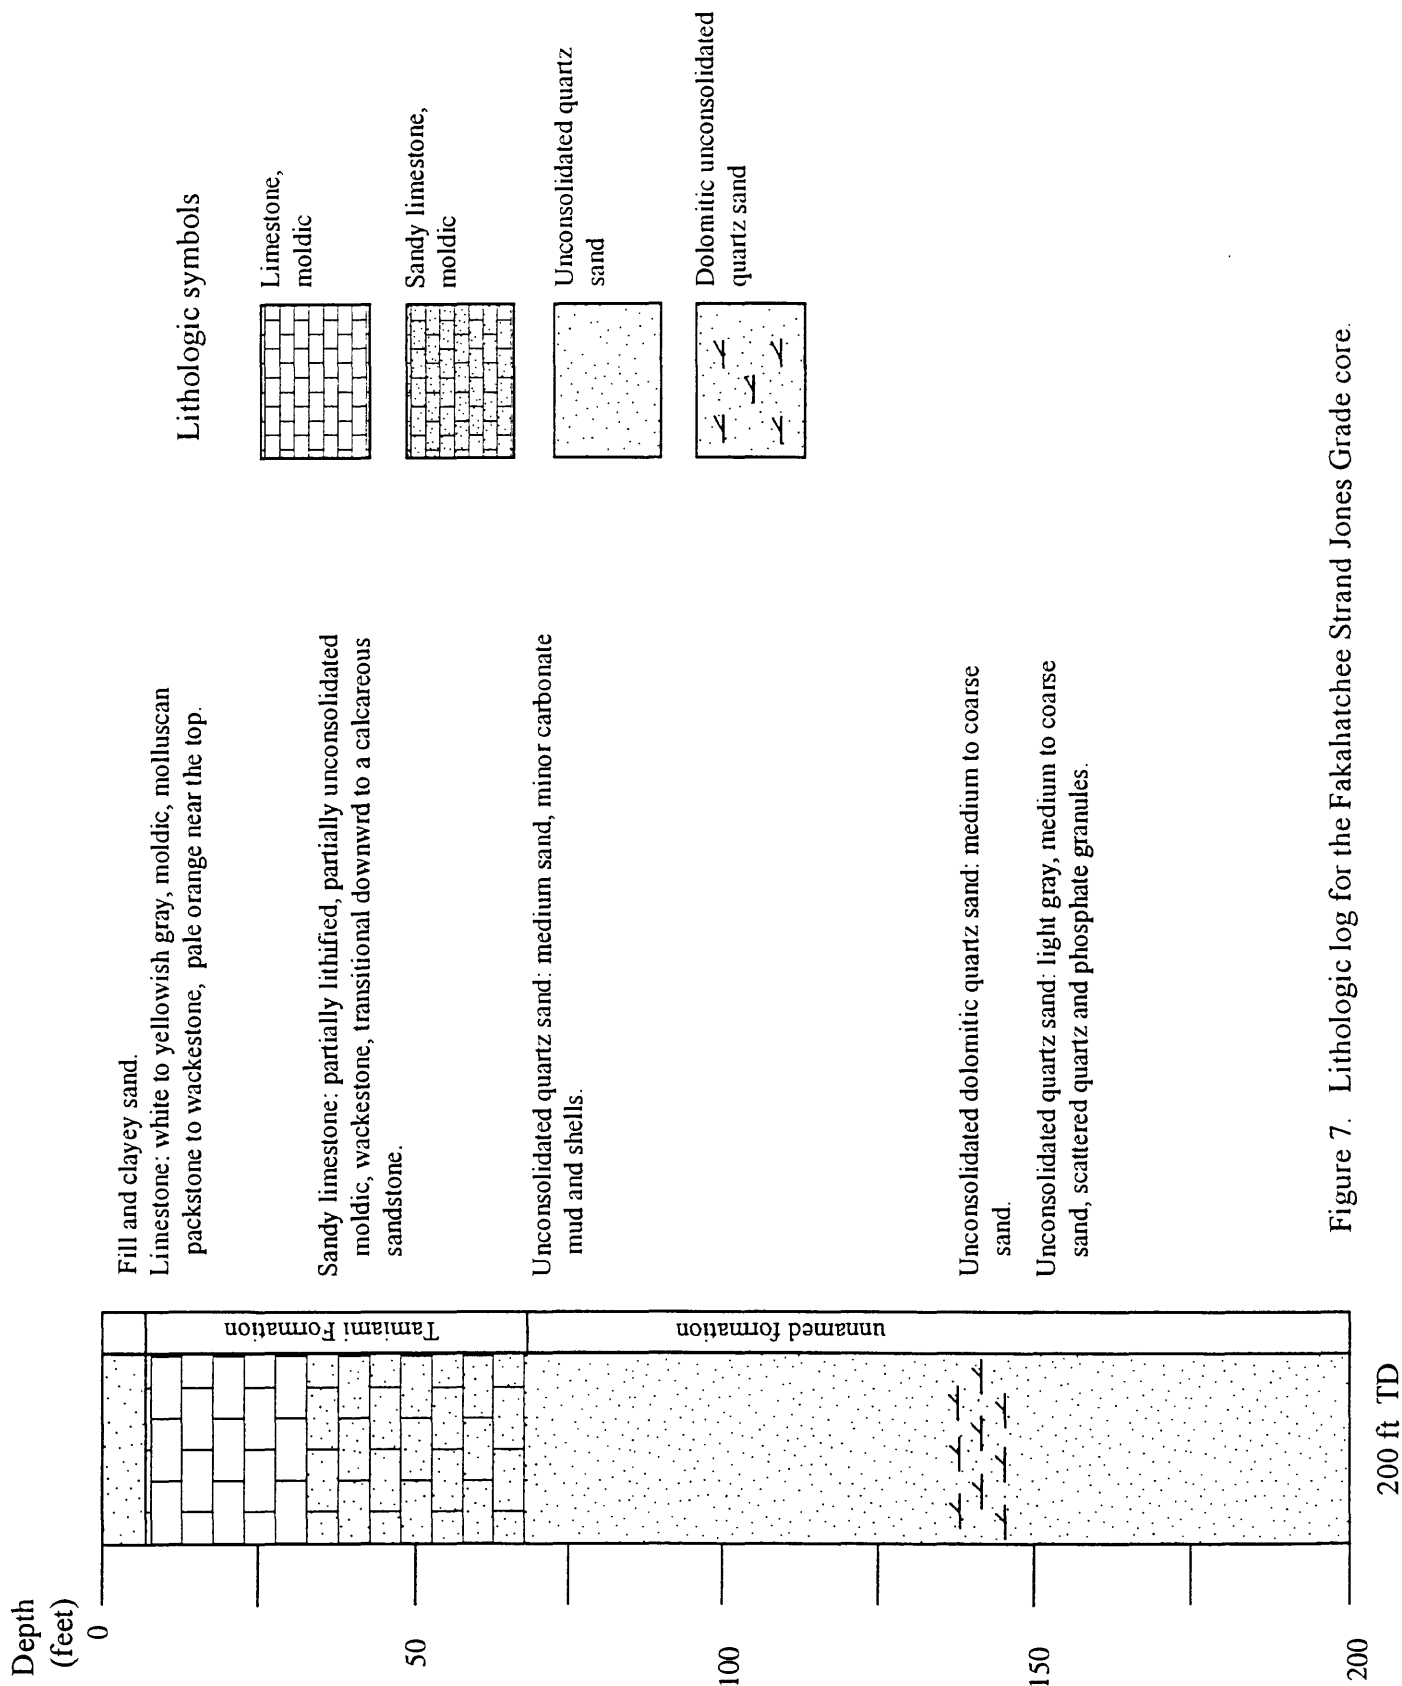 Depth
(feet)
0
50
100
150
200
200 ft TD
Tamiami Formation
unnamed formation
Fill and clayey sand.
Limestone: white to yellowish gray, moldic, molluscan
packstone to wackestone, pale orange near the top.
Sandy limestone: partially lithified, partially unconsolidated
moldic, wackestone, transitional downwrd to a calcareous
sandstone.
Unconsolidated quartz sand: medium sand, minor carbonate
mud and shells.
Unconsolidated dolomitic quartz sand: medium to coarse
sand.
Unconsolidated quartz sand: light gray, medium to coarse
sand, scattered quartz and phosphate granules.
Lithologic symbols
Limestone,
moldic
Sandy limestone,
moldic
Unconsolidated quartz
sand
Dolomitic unconsolidated
quartz sand
Figure 7. Lithologic log for the Fakahatchee Strand Jones Grade core